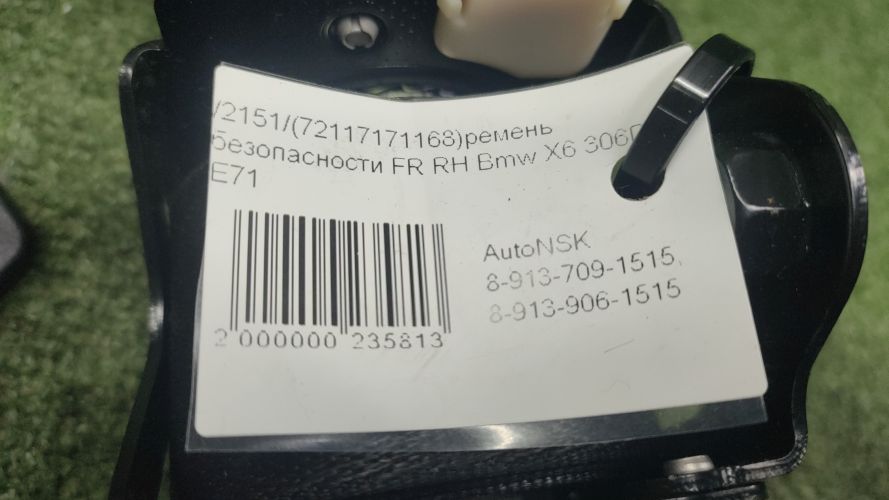 /2151/(72117171168)ремень
безопасности FR RH Bmw X6 306
E71
AutoNSK
8-913-709-1515,
8-913-906-1515
2 000000 235813